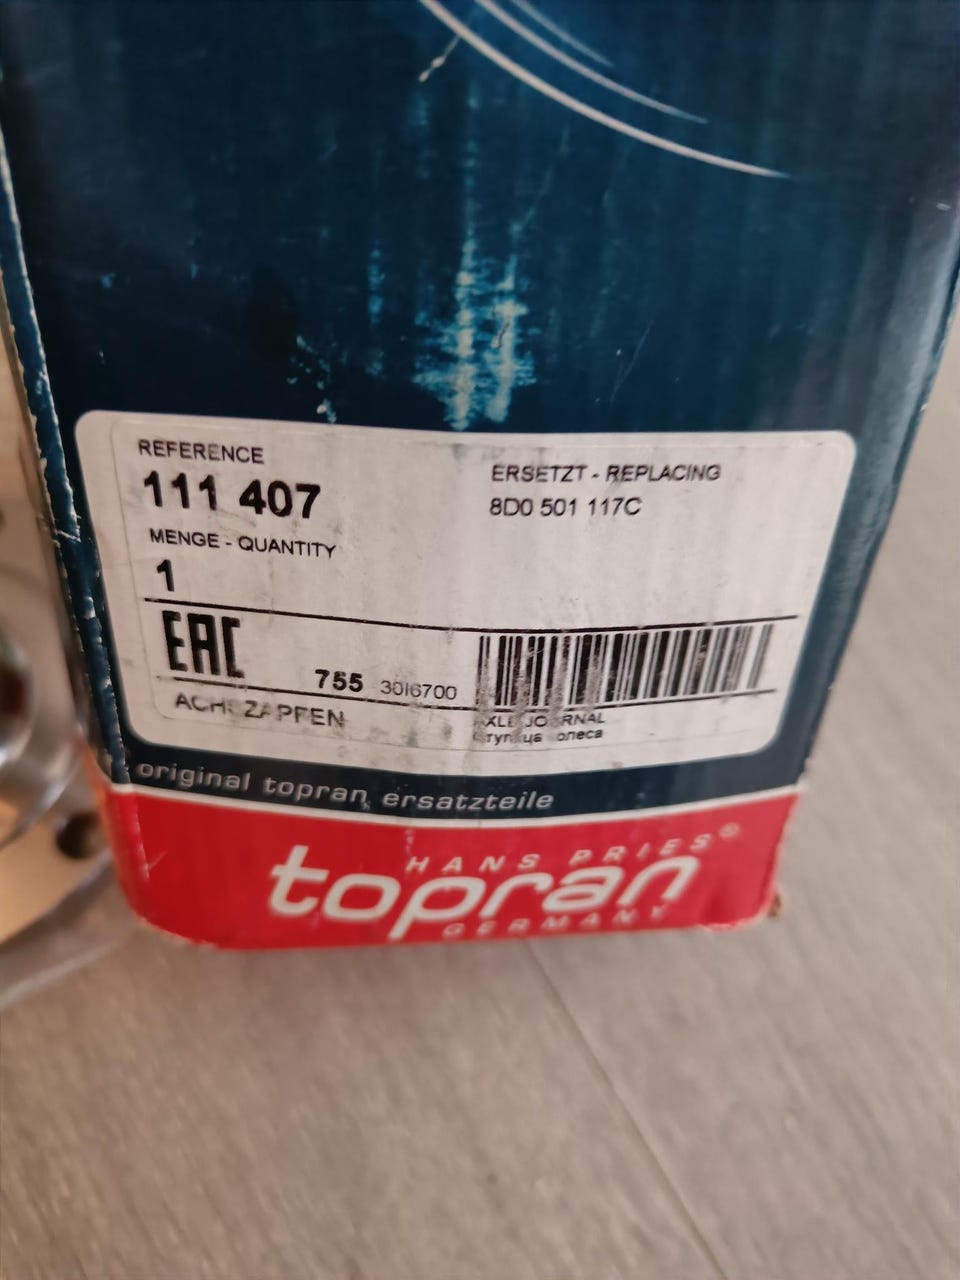 REFERENCE
111 407
ERSETZT - REPLACING
8D0 501 117C
MENGE - QUANTITY
1
EAC
755 30I6700
original topran ersatzteile
HANS PRIES®
topran
GERMANY